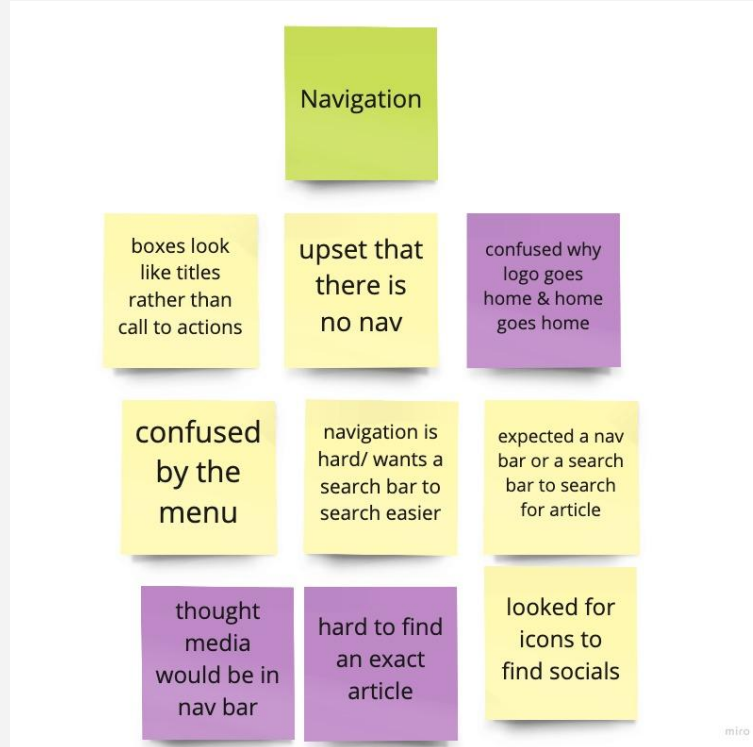 Navigation
boxes look
like titles
rather than
call to actions
upset that
there is
no nav
confused why
logo goes
home & home
goes home
confused
by the
menu
navigation is
hard/ wants a
search bar to
search easier
expected a nav
bar or a search
bar to search
for article
thought
media
would be in
nav bar
hard to find
an exact
article
looked for
icons to
find socials
miro